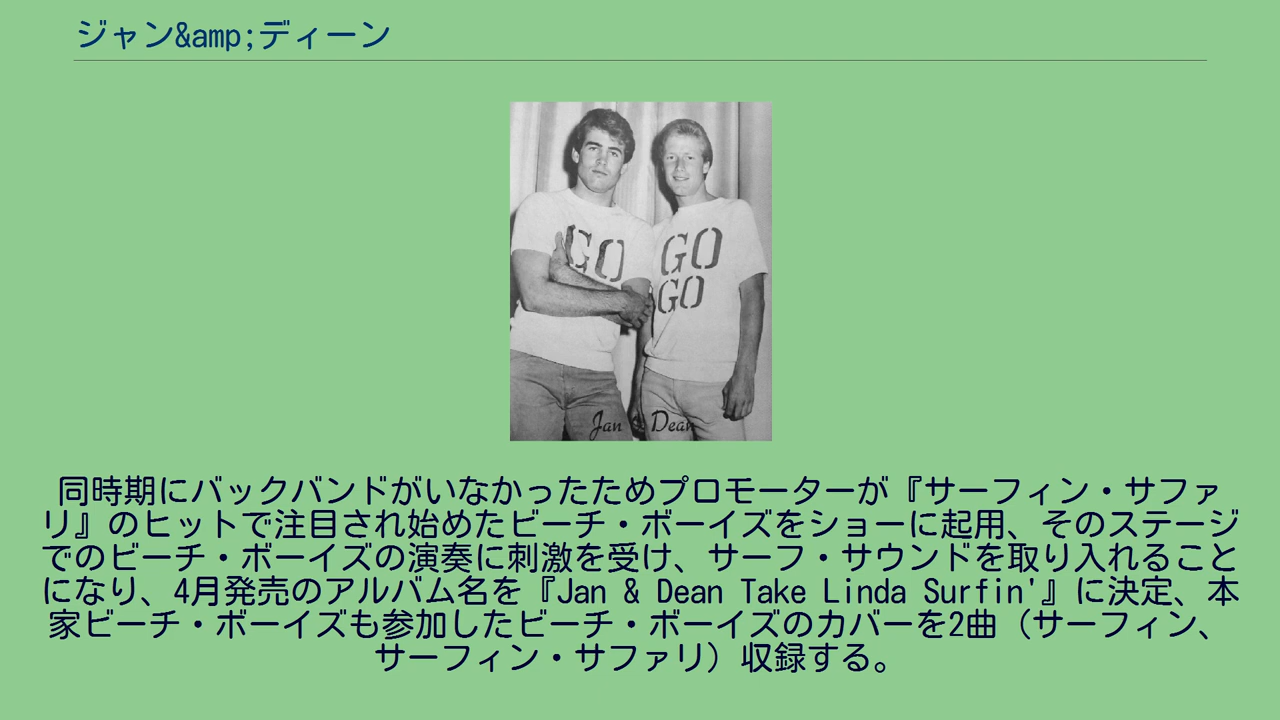 ジャン&amp;ディーン
GO
GO
GO
Jan & Dean
同時期にバックバンドがいなかったためプロモーターが『サーフィン・サファ
リ』のヒットで注目され始めたビーチ・ボーイズをショーに起用、そのステージ
でのビーチ・ボーイズの演奏に刺激を受け、サーフ・サウンドを取り入れること
になり、4月発売のアルバム名を『Jan & Dean Take Linda Surfin'』に決定、本
家ビーチ・ボーイズも参加したビーチ・ボーイズのカバーを2曲（サーフィン、
サーフィン・サファリ）収録する。